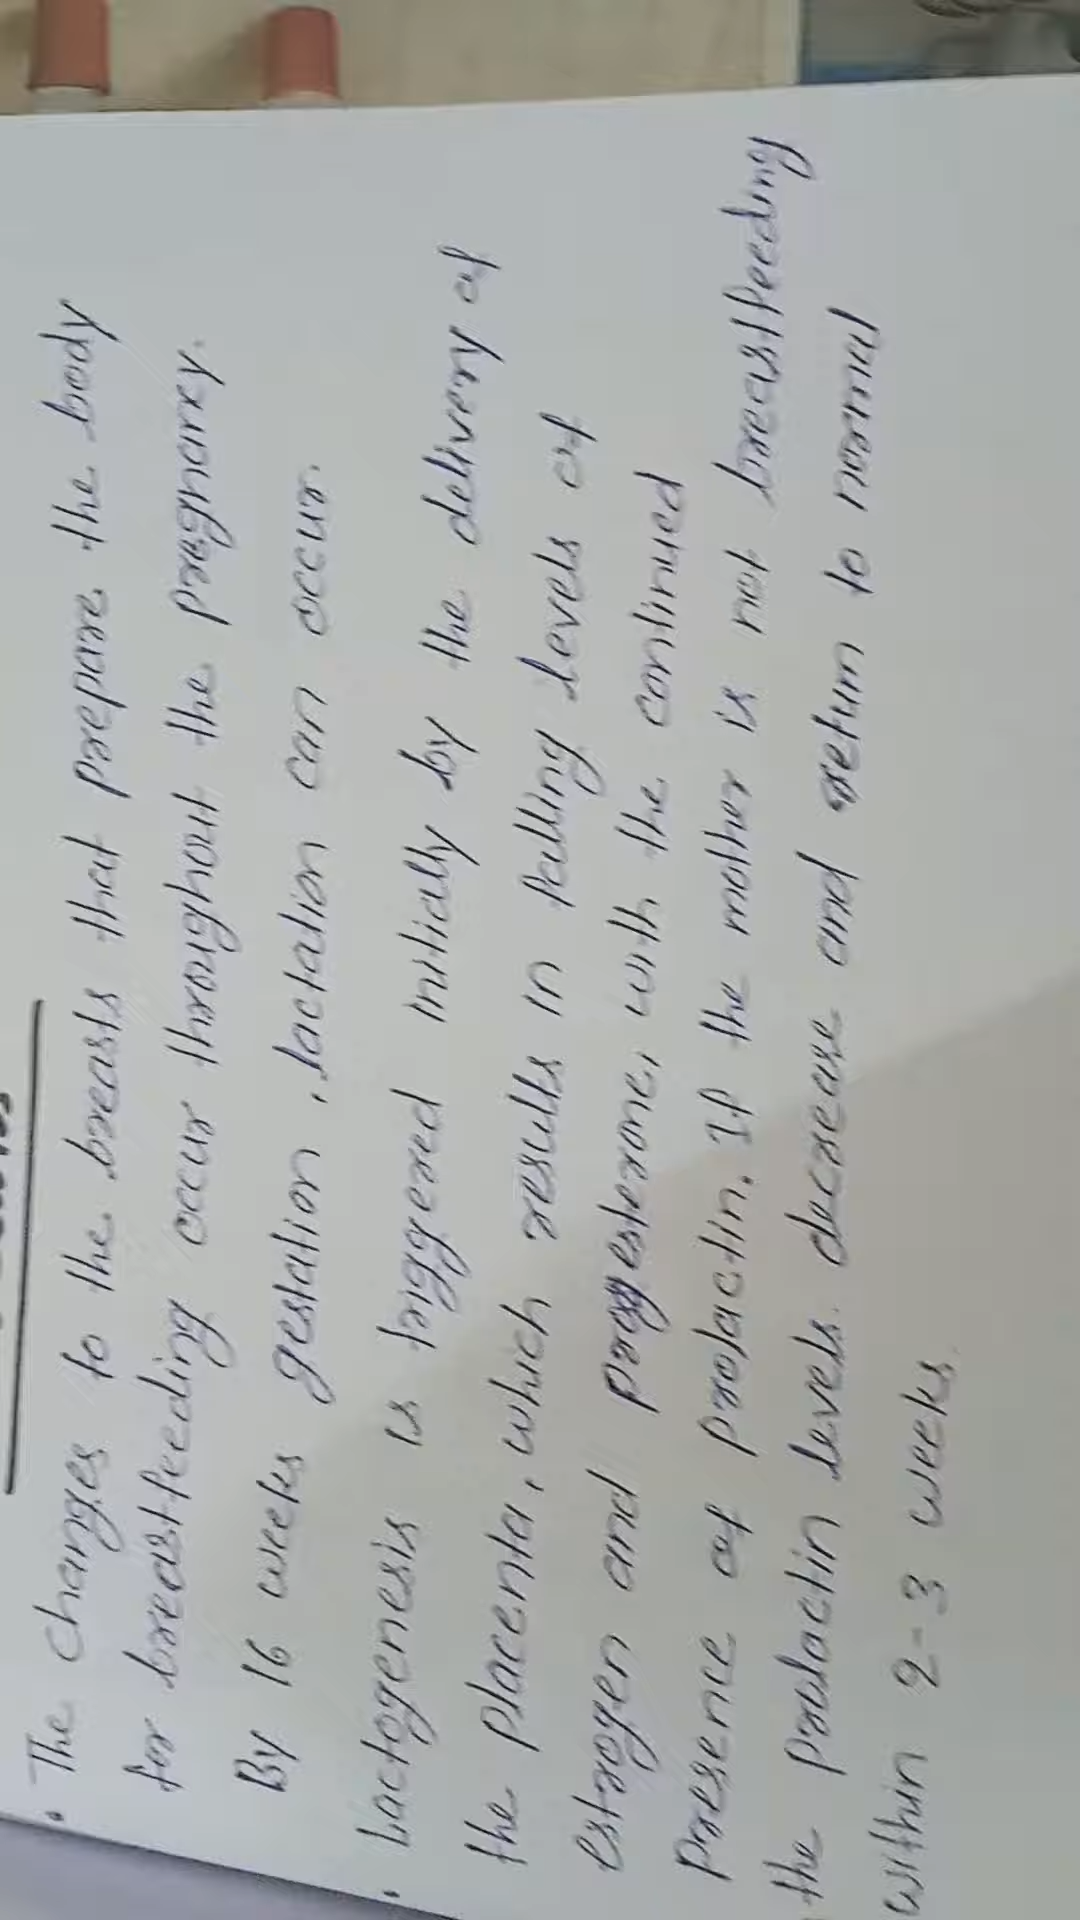 • The changes to the breasts that prepare the body
for breastfeeding occur throughout the pregnancy.
By 16 weeks gestation, lactation can occur.
• Lactogenesis is triggered initially by the delivery of
the placenta, which results in falling levels of
estrogen and progesterone, with the continued
presence of prolactin. If the mother is not breastfeeding
the prolactin levels decrease and return to normal
within 2-3 weeks.